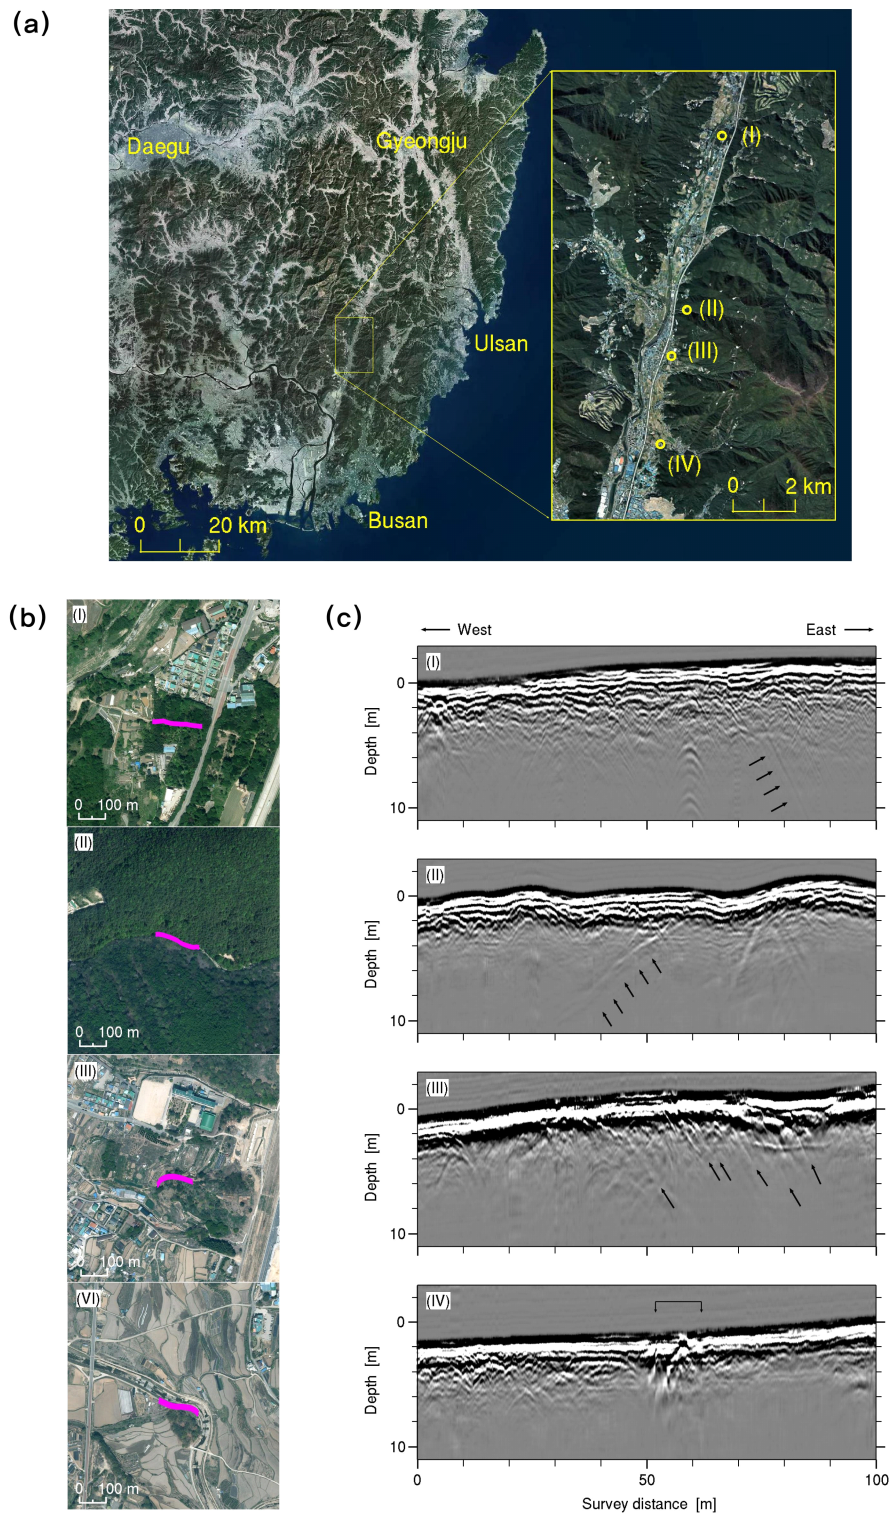 (a)
Daegu
Gyeongju
Ulsan
Busan
0 20 km
(I)
(II)
(III)
(IV)
0 2 km
(b)
(I)
0 100 m
(II)
0 100 m
(III)
0 100 m
(VI)
0 100 m
(c)
West East
(I)
0
10
Depth [m]
(II)
0
10
Depth [m]
(III)
0
10
Depth [m]
(IV)
0
10
Depth [m]
0 50 100
Survey distance [m]